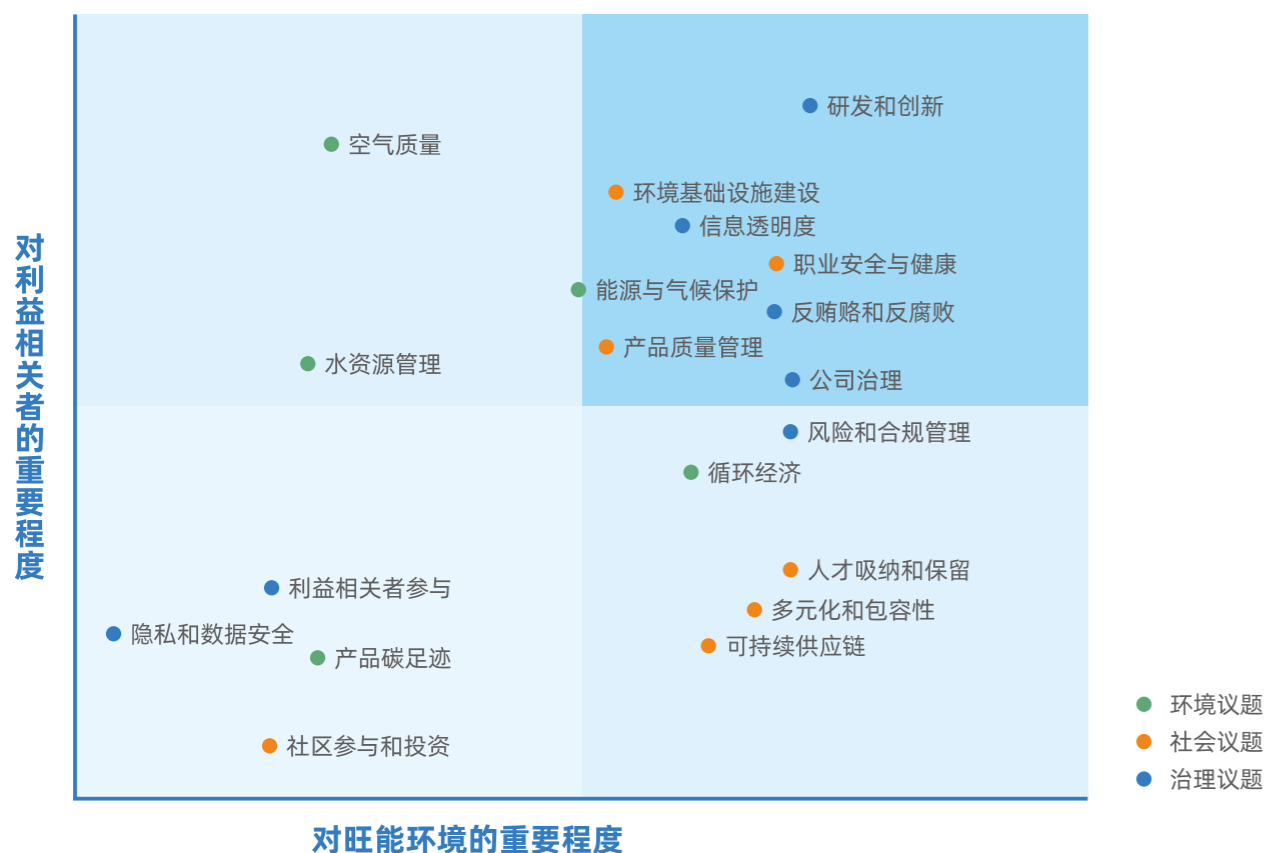 研发和创新
空气质量
环境基础设施建设
信息透明度
职业安全与健康
能源与气候保护
反贿赂和反腐败
产品质量管理
水资源管理
公司治理
风险和合规管理
循环经济
人才吸纳和保留
利益相关者参与
多元化和包容性
隐私和数据安全
可持续供应链
产品碳足迹
社区参与和投资
对利益相关者的重要程度
对旺能环境的重要程度
环境议题
社会议题
治理议题